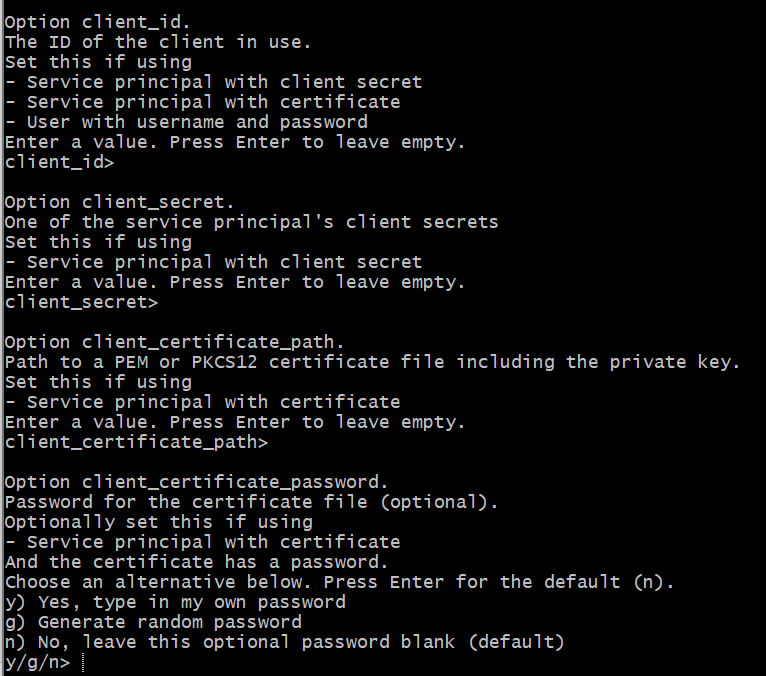 Option client_id.
The ID of the client in use.
Set this if using
- Service principal with client secret
- Service principal with certificate
- User with username and password
Enter a value. Press Enter to leave empty.
client_id>
Option client_secret.
One of the service principal's client secrets
Set this if using
- Service principal with client secret
Enter a value. Press Enter to leave empty.
client_secret>
Option client_certificate_path.
Path to a PEM or PKCS12 certificate file including the private key.
Set this if using
- Service principal with certificate
Enter a value. Press Enter to leave empty.
client_certificate_path>
Option client_certificate_password.
Password for the certificate file (optional).
Optionally set this if using
- Service principal with certificate
And the certificate has a password.
Choose an alternative below. Press Enter for the default (n).
y) Yes, type in my own password
g) Generate random password
n) No, leave this optional password blank (default)
y/g/n>